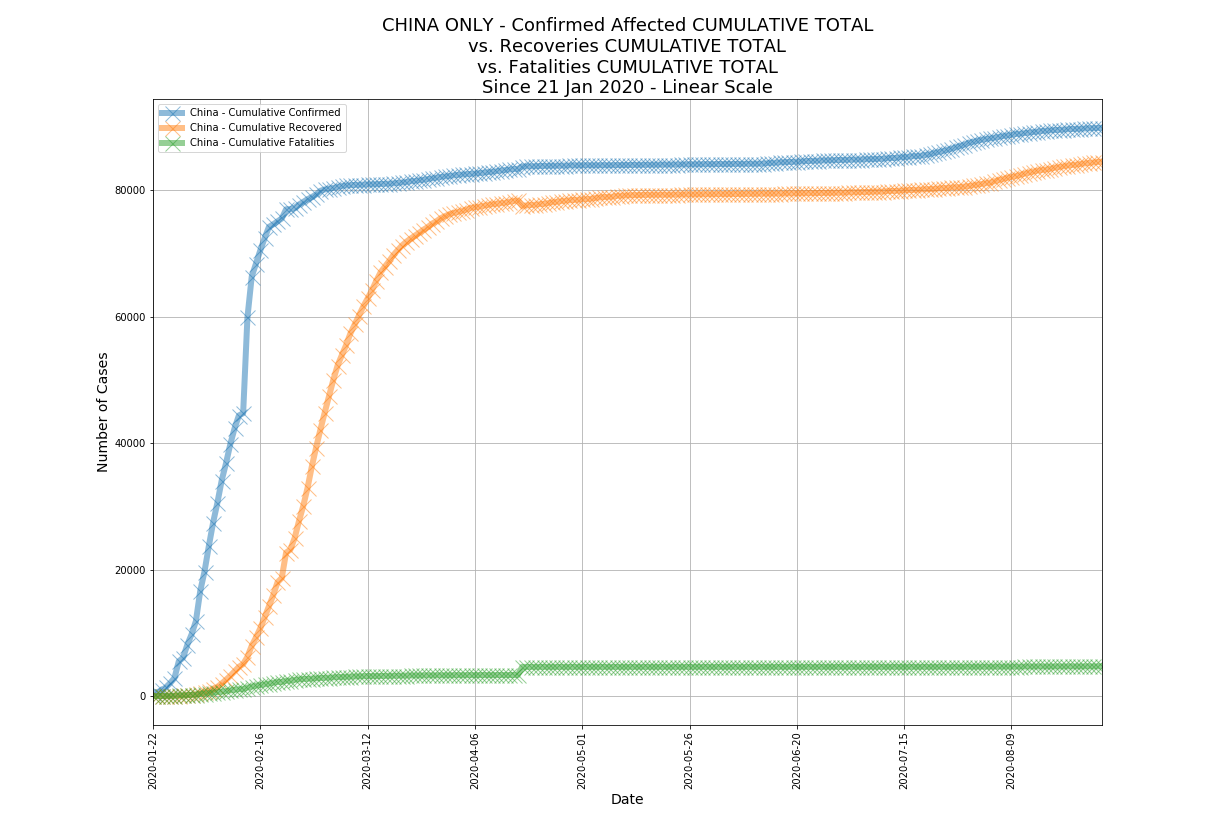 CHINA ONLY - Confirmed Affected CUMULATIVE TOTAL
vs. Recoveries CUMULATIVE TOTAL
vs. Fatalities CUMULATIVE TOTAL
Since 21 Jan 2020 - Linear Scale
China - Cumulative Confirmed
China - Cumulative Recovered
China - Cumulative Fatalities
Number of Cases
80000
60000
40000
20000
0
2020-01-22
2020-02-16
2020-03-12
2020-04-06
2020-05-01
2020-05-26
2020-06-20
2020-07-15
2020-08-09
Date